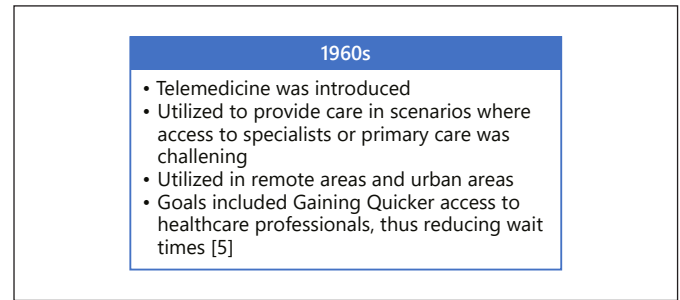 1960s
• Telemedicine was introduced
• Utilized to provide care in scenarios where
access to specialists or primary care was
challening
• Utilized in remote areas and urban areas
• Goals included Gaining Quicker access to
healthcare professionals, thus reducing wait
times [5]